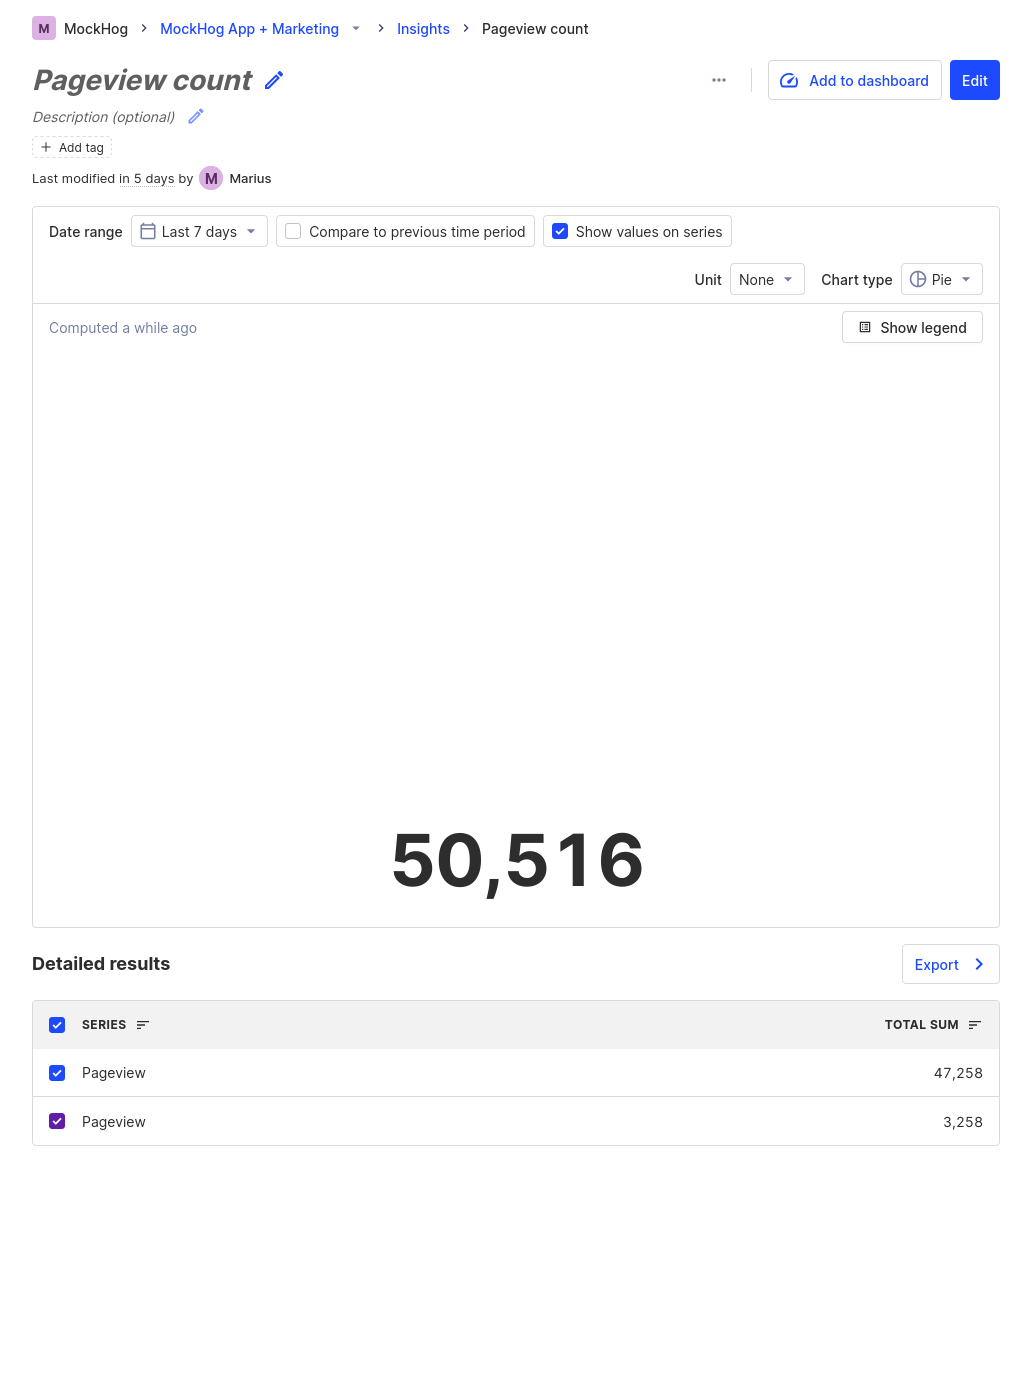 M MockHog MockHog App + Marketing Insights Pageview count
Pageview count
Add to dashboard
Edit
Description (optional)
Add tag
Last modified in 5 days by M Marius
Date range Last 7 days Compare to previous time period Show values on series
Unit None Chart type Pie
Computed a while ago
Show legend
50,516
Detailed results
Export
SERIES TOTAL SUM
Pageview 47,258
Pageview 3,258